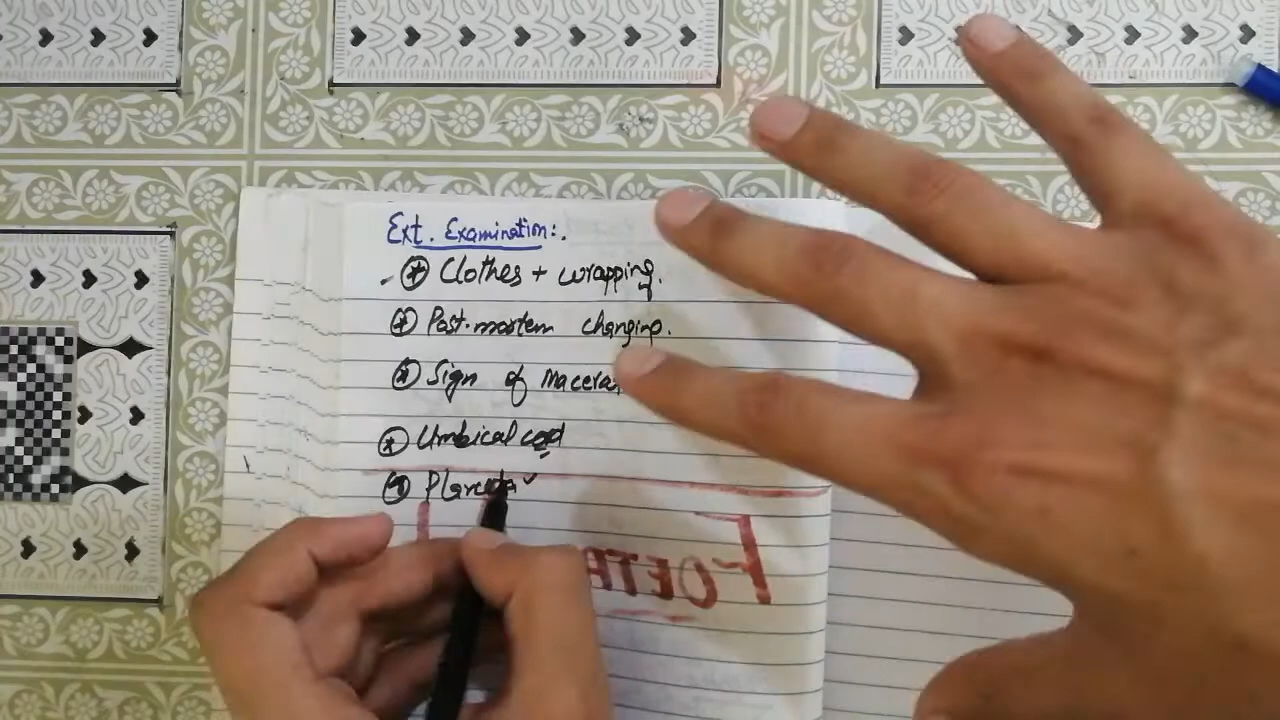 Ext. Examination:.
Clothes + wrapping.
Post-mortem changing.
Sign of macera
Umbical cord
Placenta
FOETA